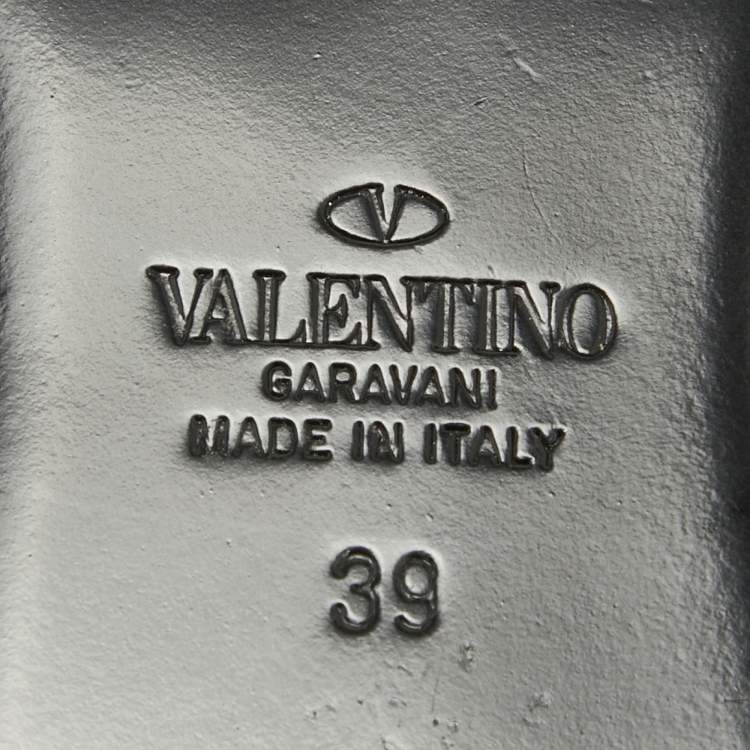 V
VALENTINO
GARAVANI
MADE IN ITALY
39